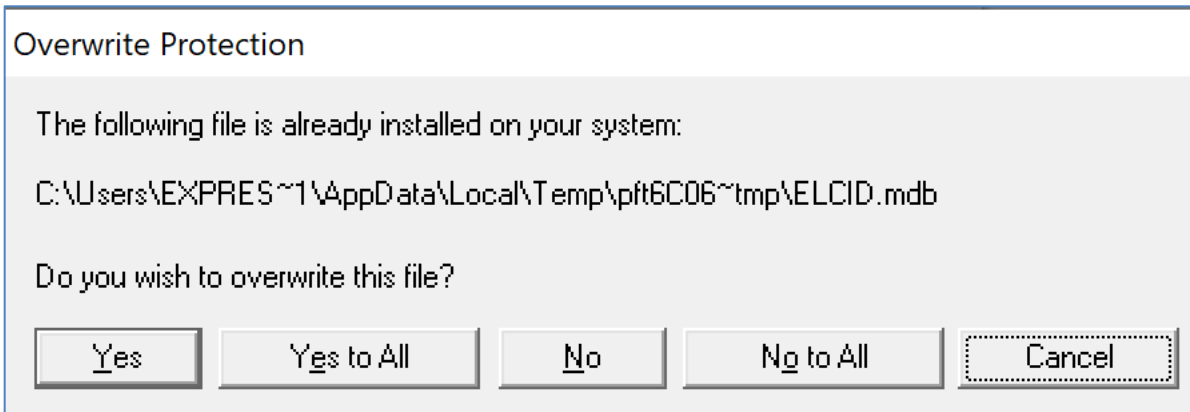 Overwrite Protection
The following file is already installed on your system:
C:\Users\EXPRES~1\AppData\Local\Temp\pft6C06~tmp\ELCID.mdb
Do you wish to overwrite this file?
Yes Yes to All No No to All Cancel